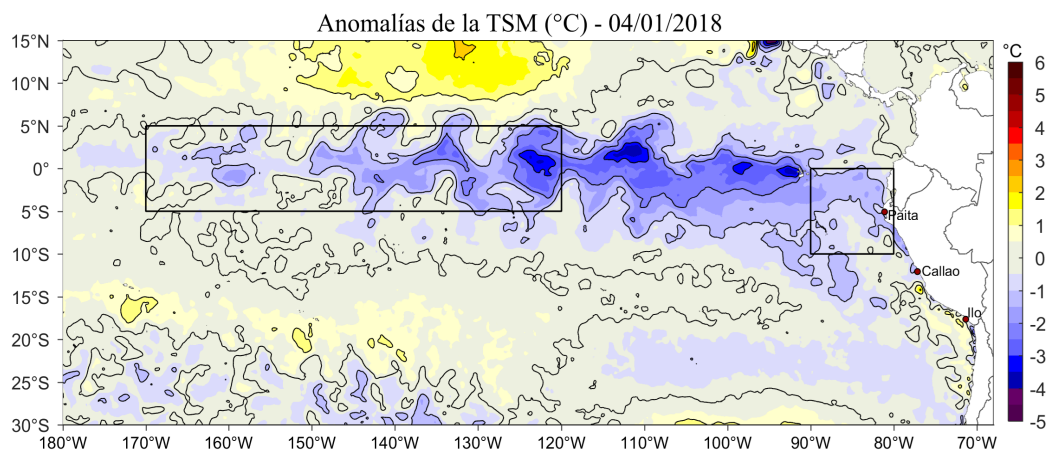 Anomalías de la TSM (°C) - 04/01/2018
°C
15°N
10°N
5°N
0°
5°S
10°S
15°S
20°S
25°S
30°S
180°W
170°W
160°W
150°W
140°W
130°W
120°W
110°W
100°W
90°W
80°W
70°W
Paita
Callao
Ilo
6
5
4
3
2
1
0
-1
-2
-3
-4
-5